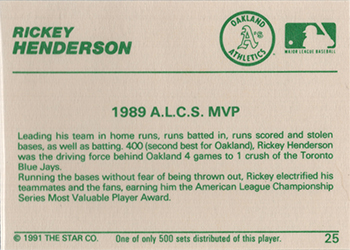 RICKEY
HENDERSON
OAKLAND
A's
ATHLETICS
MAJOR LEAGUE BASEBALL
1989 A.L.C.S. MVP
Leading his team in home runs, runs batted in, runs scored and stolen
bases, as well as batting. 400 (second best for Oakland), Rickey Henderson
was the driving force behind Oakland 4 games to 1 crush of the Toronto
Blue Jays.
Running the bases without fear of being thrown out, Rickey electrified his
teammates and the fans, earning him the American League Championship
Series Most Valuable Player Award.
© 1991 THE STAR CO.
One of only 500 sets distributed of this player.
25